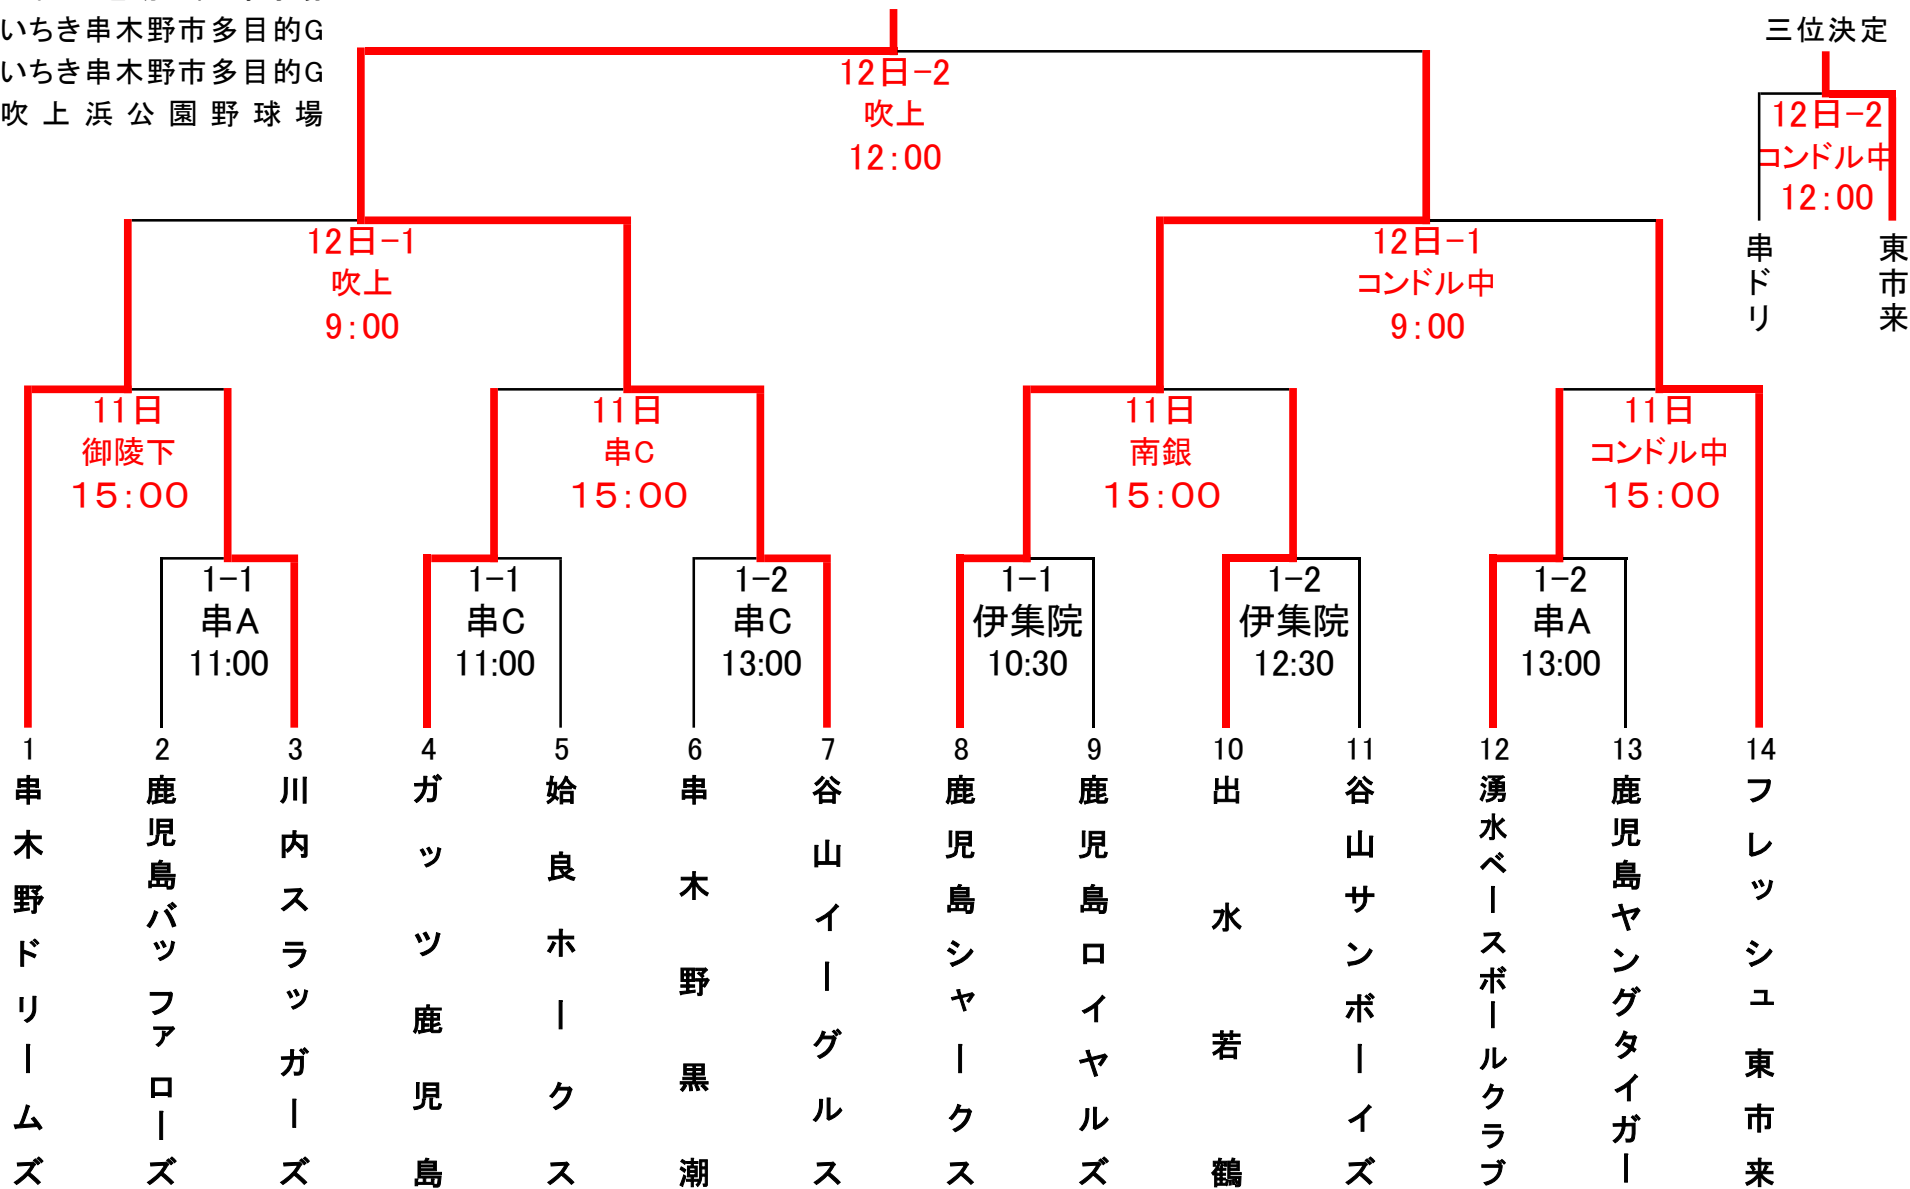 いちき串木野市多目的G
いちき串木野市多目的G
吹上浜公園野球場
三位決定
12日-2
吹上
12:00
12日-2
コンドル中
12:00
串ドリ
東市来
12日-1
吹上
9:00
12日-1
コンドル中
9:00
11日
御陵下
15:00
11日
串C
15:00
11日
南銀
15:00
11日
コンドル中
15:00
1-1
串A
11:00
1-1
串C
11:00
1-2
串C
13:00
1-1
伊集院
10:30
1-2
伊集院
12:30
1-2
串A
13:00
1
串木野ドリームズ
2
鹿児島バッファローズ
3
川内スラッガーズ
4
ガッツ鹿児島
5
姶良ホークス
6
串木野黒潮
7
谷山イーグルス
8
鹿児島シャークス
9
鹿児島ロイヤルズ
10
出水若鶴
11
谷山サンボーイズ
12
湧水ベースボールクラブ
13
鹿児島ヤングタイガー
14
フレッシュ東市来